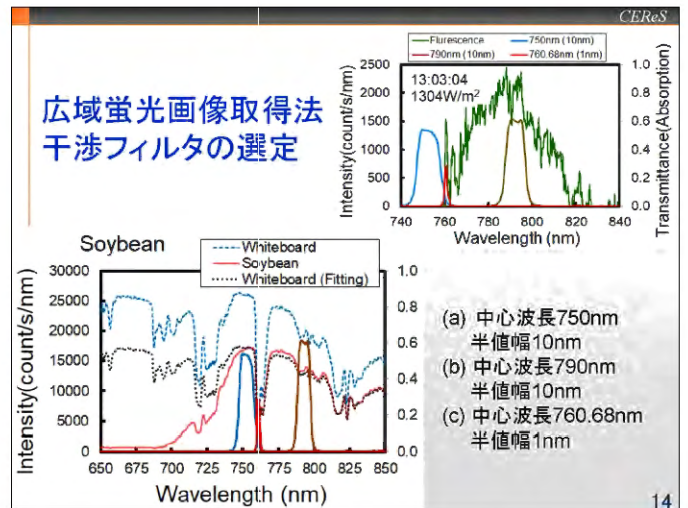 CEReS
広域蛍光画像取得法
干渉フィルタの選定
Flurescence
750nm (10nm)
790nm (10nm)
760.68nm (1nm)
13:03:04
1304W/m²
Intensity(count/s/nm)
2500
2000
1500
1000
500
0
1.0
0.8
0.6
0.4
0.2
0.0
Transmittance(Absorption)
740 760 780 800 820 840
Wavelength (nm)
Soybean
Whiteboard
Soybean
Whiteboard (Fitting)
Intensity(count/s/nm)
30000
25000
20000
15000
10000
5000
0
1.0
0.8
0.6
0.4
0.2
0.0
650 675 700 725 750 775 800 825 850
Wavelength (nm)
(a) 中心波長750nm
半値幅10nm
(b) 中心波長790nm
半値幅10nm
(c) 中心波長760.68nm
半値幅1nm
14